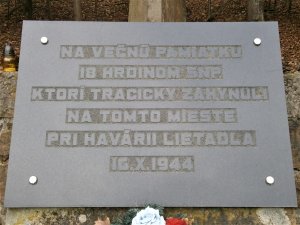 NA VEČNÚ PAMIATKU
18 HRDINOM SNP,
KTORÍ TRAGICKY ZAHYNULI
NA TOMTO MIESTE
PRI HAVÁRII LIETADLA
16.X.1944